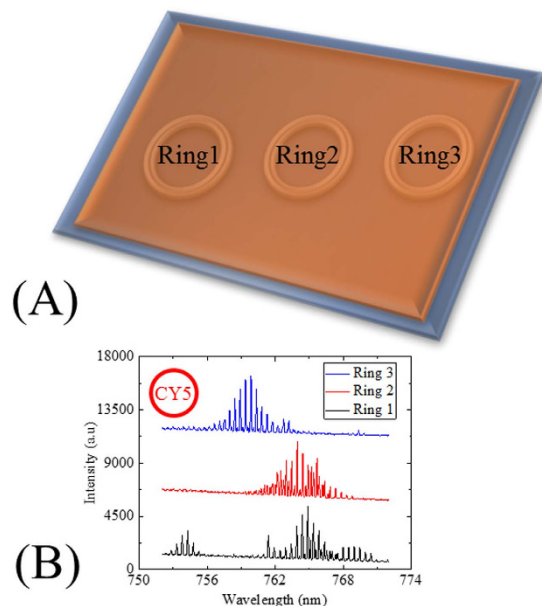 Ring1 Ring2 Ring3
(A)
18000
CY5
Ring 3
Ring 2
Ring 1
13500
9000
4500
0
Intensity (a.u)
750 756 762 768 774
Wavelength (nm)
(B)